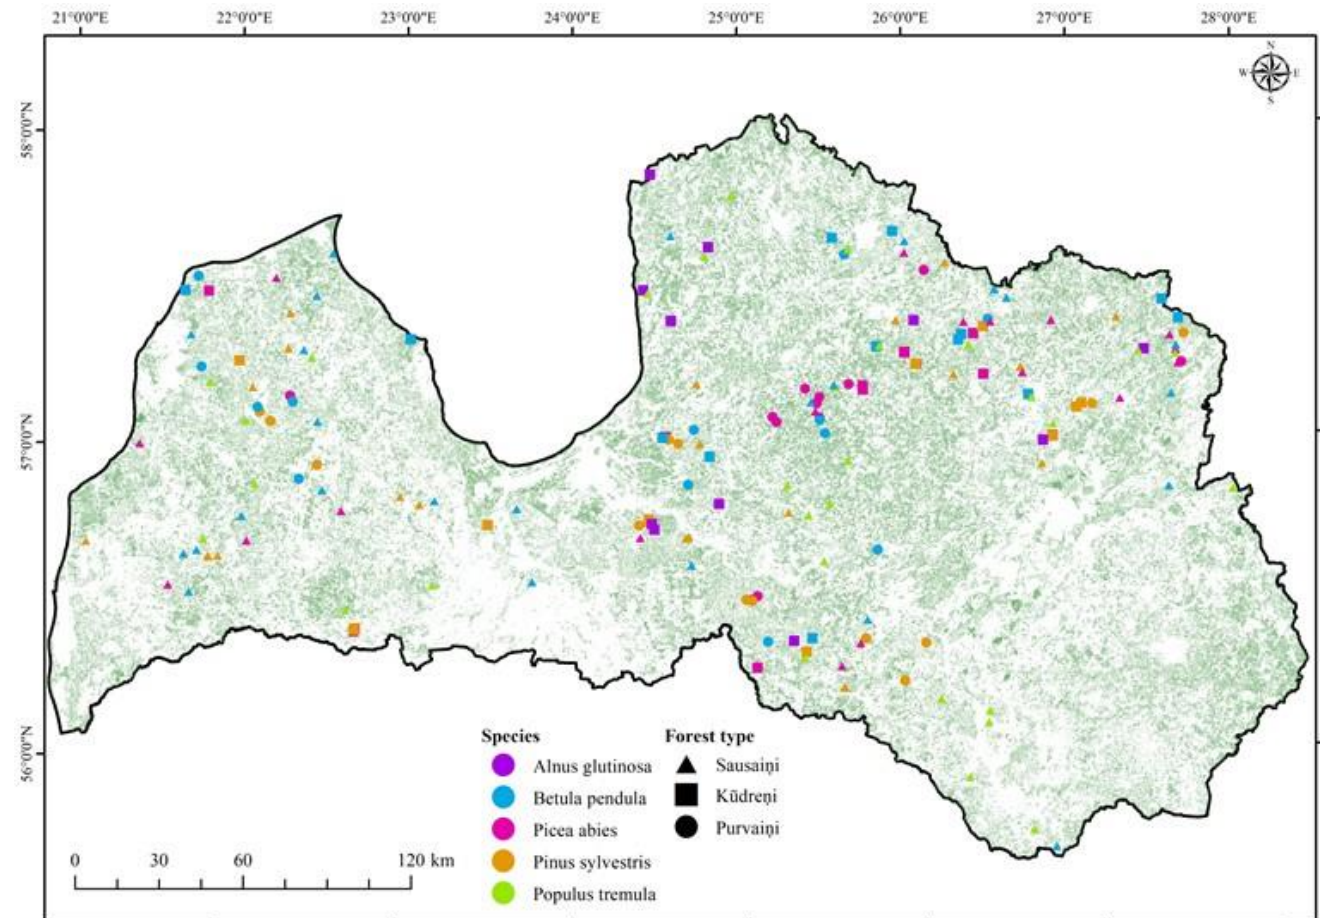 21°0'0"E 22°0'0"E 23°0'0"E 24°0'0"E 25°0'0"E 26°0'0"E 27°0'0"E 28°0'0"E
N
W E
S
58°0'0"N
57°0'0"N
56°0'0"N
Species Forest type
Alnus glutinosa Sausaiņi
Betula pendula Kūdreņi
Picea abies Purvaiņi
Pinus sylvestris
Populus tremula
0 30 60 120 km